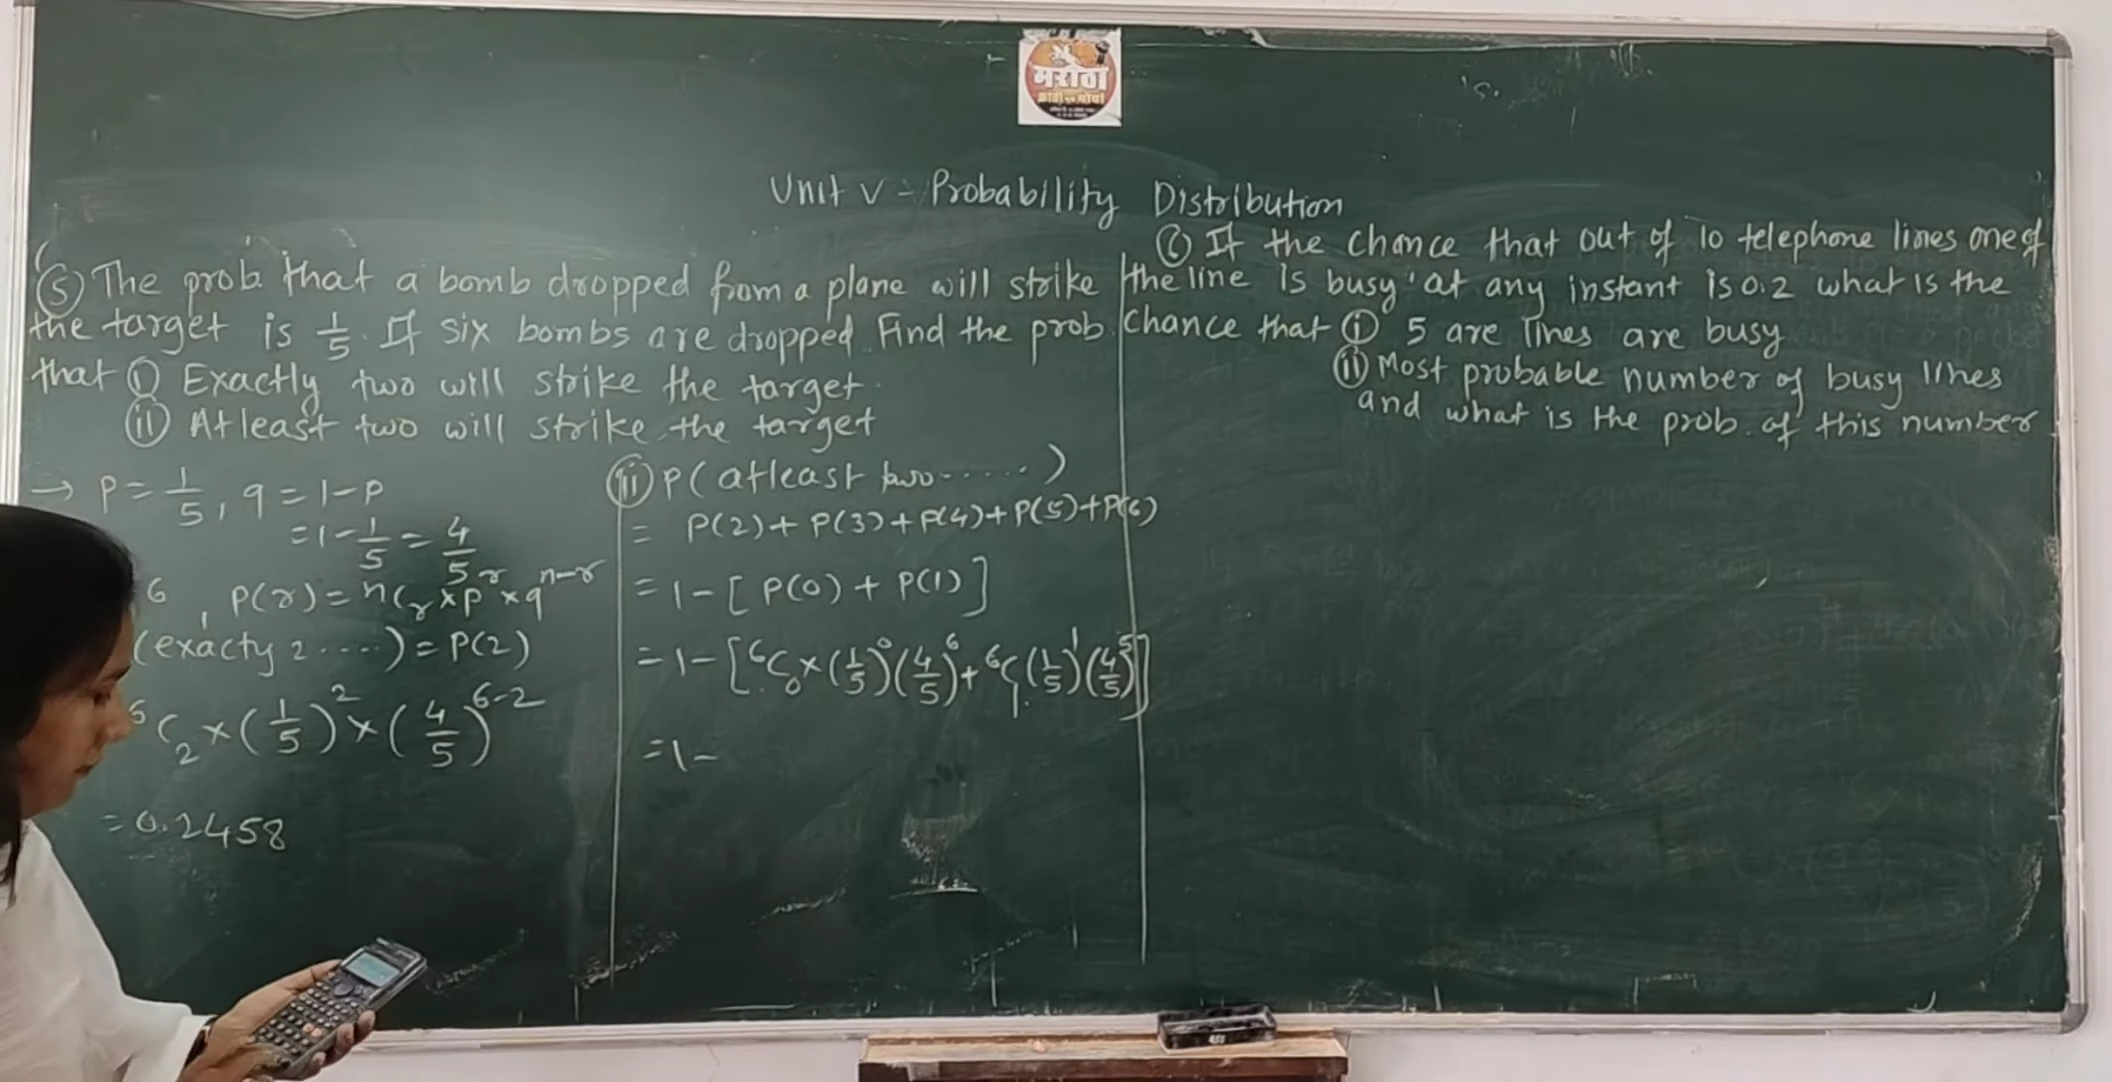 मराठा
क्रांती मोर्चा
Unit V - Probability Distribution
(5) The prob that a bomb dropped from a plane will strike
the target is 1/5. If six bombs are dropped. Find the prob.
that (i) Exactly two will strike the target.
(ii) Atleast two will strike the target
→ P = 1/5, q = 1-P
= 1 - 1/5 = 4/5
6, P(r) = nCr × p^r × q^n-r
(exacty 2 .....) = P(2)
6C2 × (1/5)^2 × (4/5)^6-2
= 0.2458
(ii) P(atleast two ......)
= P(2) + P(3) + P(4) + P(5) + P(6)
= 1 - [P(0) + P(1)]
= 1 - [6C0 × (1/5)^0 (4/5)^6 + 6C1 (1/5)^1 (4/5)^5]
= 1 -
(6) If the chance that out of 10 telephone lines one of
the line is busy at any instant is 0.2 what is the
chance that (i) 5 are lines are busy
(ii) Most probable number of busy lines
and what is the prob. of this number